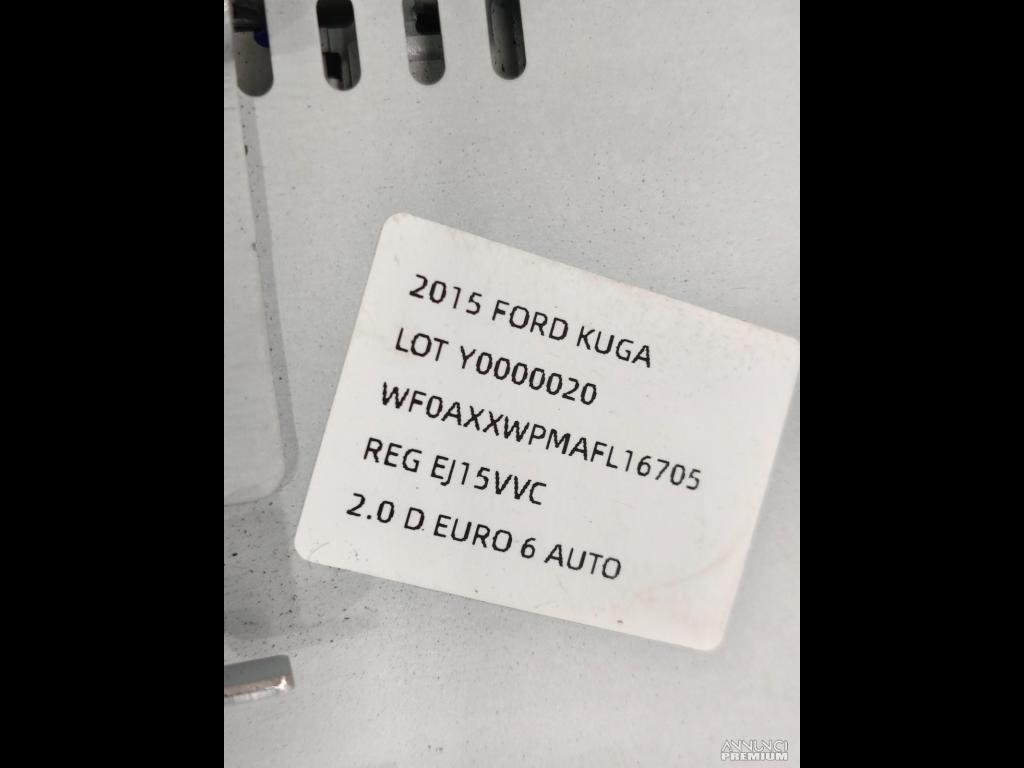 2015 FORD KUGA
LOT Y0000020
WF0AXXWPMAFL16705
REG EJ15VVC
2.0 D EURO 6 AUTO
ANNUNCI
PREMIUM